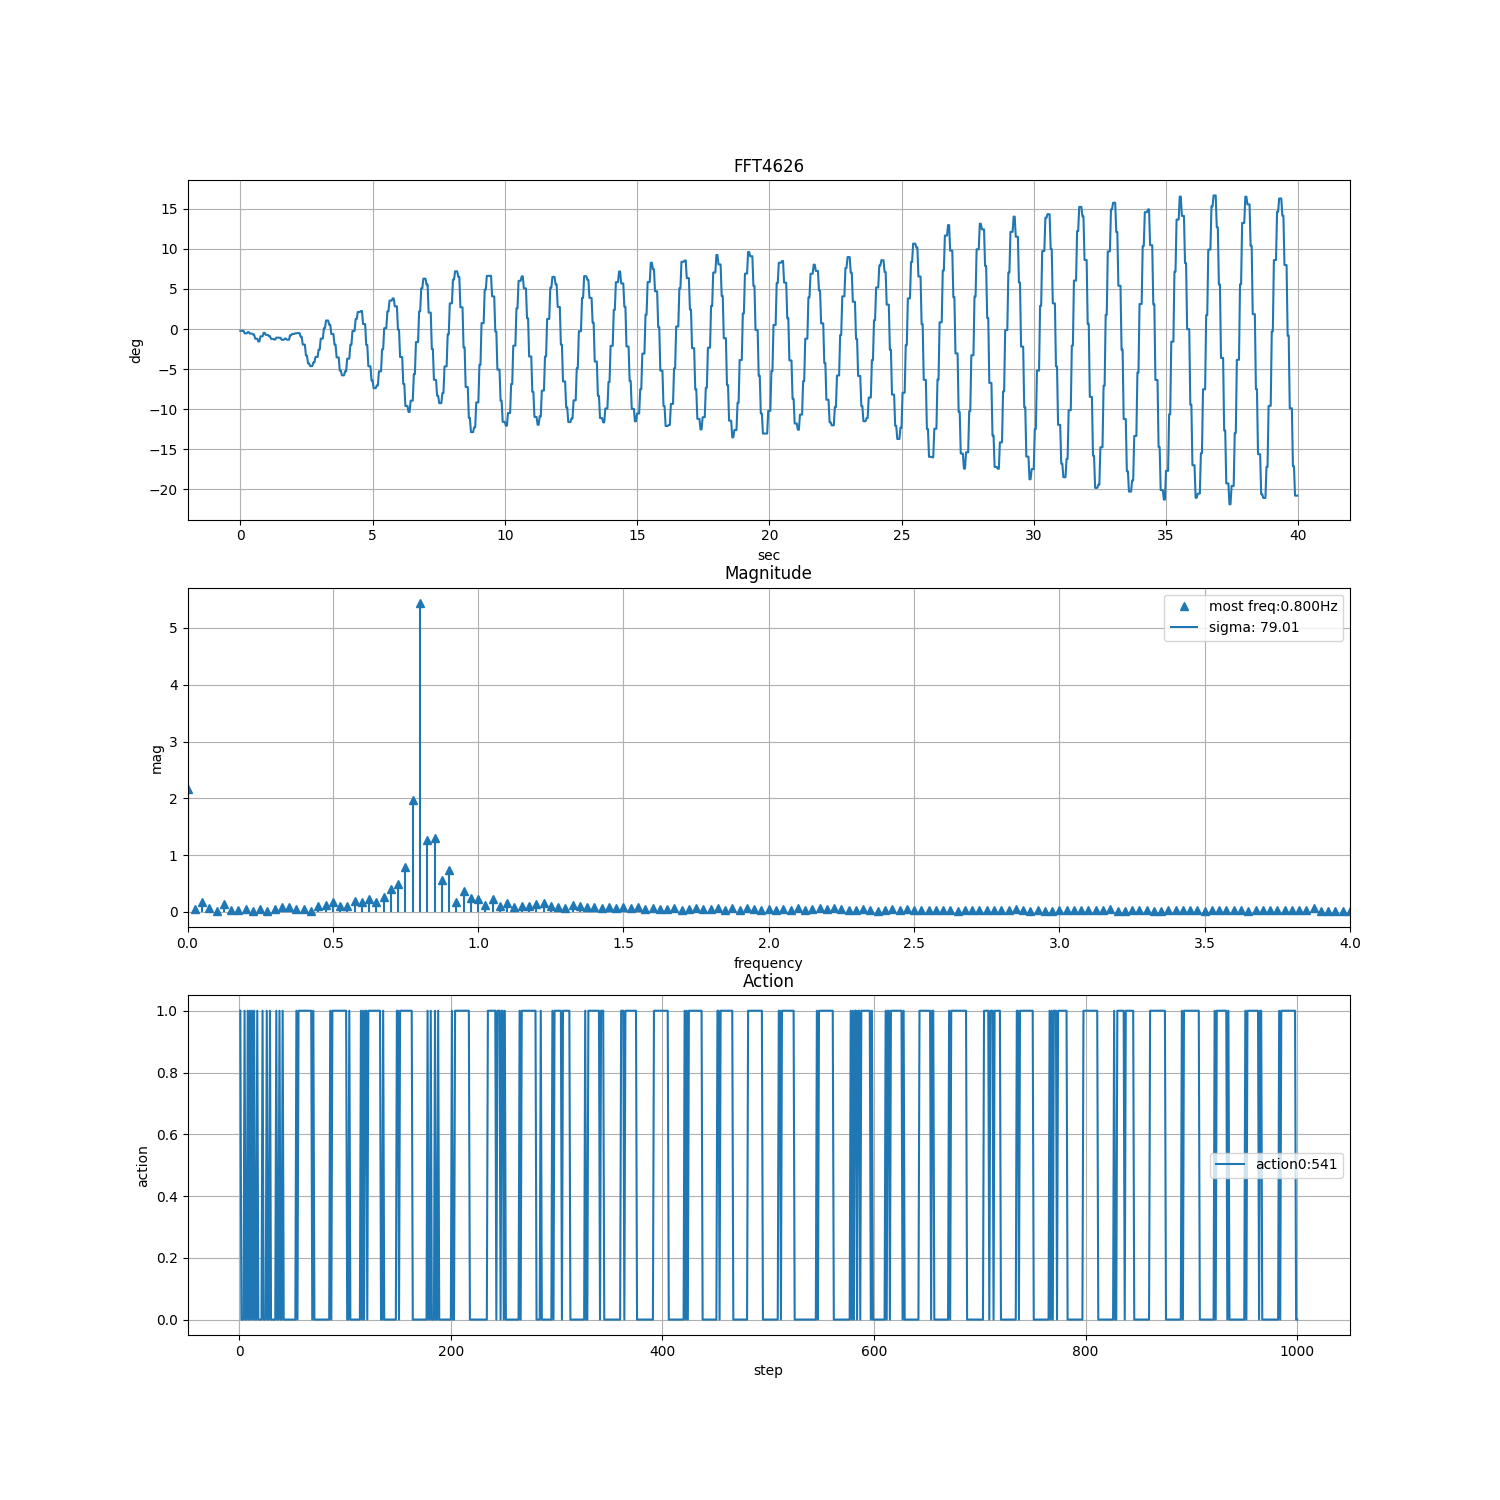 FFT4626
15
10
5
0
−5
−10
−15
−20
deg
0 5 10 15 20 25 30 35 40
sec
Magnitude
most freq:0.800Hz
sigma: 79.01
5
4
3
2
1
0
mag
0.0 0.5 1.0 1.5 2.0 2.5 3.0 3.5 4.0
frequency
Action
1.0
0.8
0.6
0.4
0.2
0.0
action
action0:541
0 200 400 600 800 1000
step